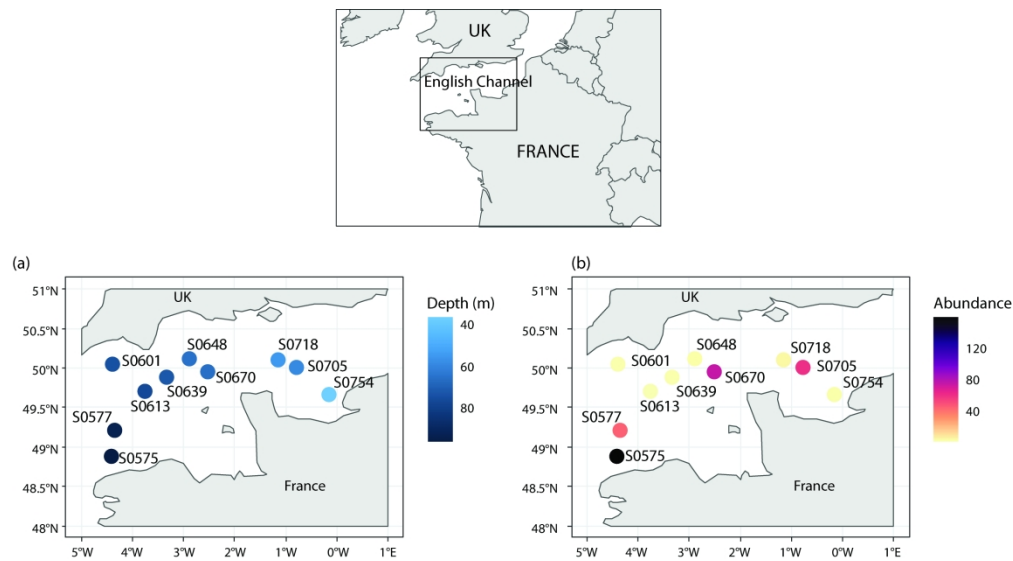 UK
English Channel
FRANCE
(a)
51°N
50.5°N
50°N
49.5°N
49°N
48.5°N
48°N
5°W
4°W
3°W
2°W
1°W
0°W
1°E
UK
S0648
S0718
S0601
S0705
S0670
S0754
S0639
S0613
S0577
S0575
France
Depth (m)
40
60
80
(b)
51°N
50.5°N
50°N
49.5°N
49°N
48.5°N
48°N
5°W
4°W
3°W
2°W
1°W
0°W
1°E
UK
S0648
S0718
S0601
S0705
S0670
S0754
S0639
S0613
S0577
S0575
France
Abundance
120
80
40